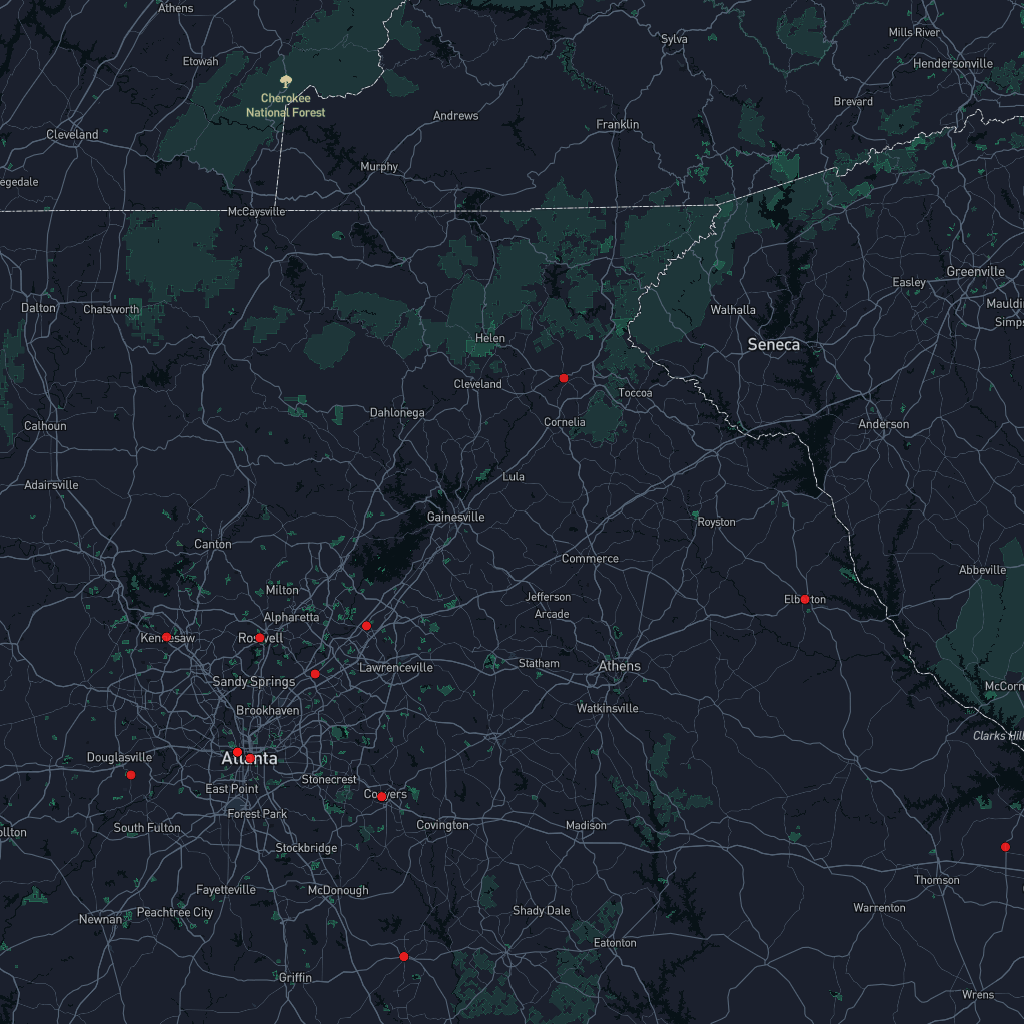 Athens
Mills River
Sylva
Etowah
Hendersonville
Cherokee
National Forest
Brevard
Andrews
Franklin
Cleveland
Murphy
egedale
McCaysville
Greenville
Easley
Dalton
Chatsworth
Mauldin
Walhalla
Simps
Helen
Seneca
Cleveland
Toccoa
Dahlonega
Cornelia
Calhoun
Anderson
Lula
Adairsville
Gainesville
Royston
Canton
Commerce
Abbeville
Milton
Jefferson
Elberton
Alpharetta
Arcade
Kennesaw
Roswell
Statham
Lawrenceville
Athens
Sandy Springs
McCorm
Brookhaven
Watkinsville
Clarks Hill
Douglasville
Atlanta
Stonecrest
East Point
Conyers
Forest Park
South Fulton
Covington
Madison
ollton
Stockbridge
Thomson
Fayetteville
McDonough
Warrenton
Peachtree City
Shady Dale
Newnan
Eatonton
Griffin
Wrens